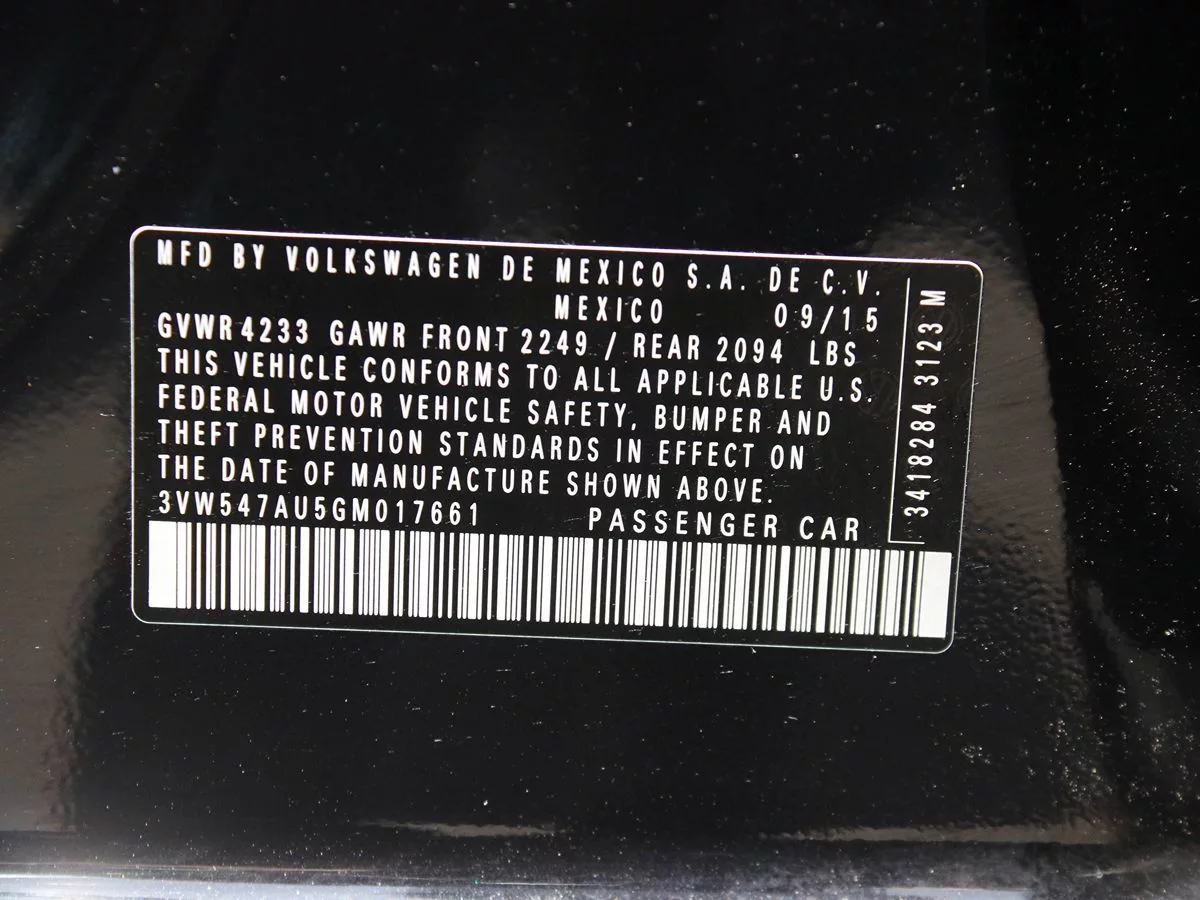 MFD BY VOLKSWAGEN DE MEXICO S.A. DE C.V.
MEXICO 09/15
GVWR 4233 GAWR FRONT 2249 / REAR 2094 LBS
THIS VEHICLE CONFORMS TO ALL APPLICABLE U.S.
FEDERAL MOTOR VEHICLE SAFETY, BUMPER AND
THEFT PREVENTION STANDARDS IN EFFECT ON
THE DATE OF MANUFACTURE SHOWN ABOVE.
3VW547AU5GM017661 PASSENGER CAR
3418284 3123 M